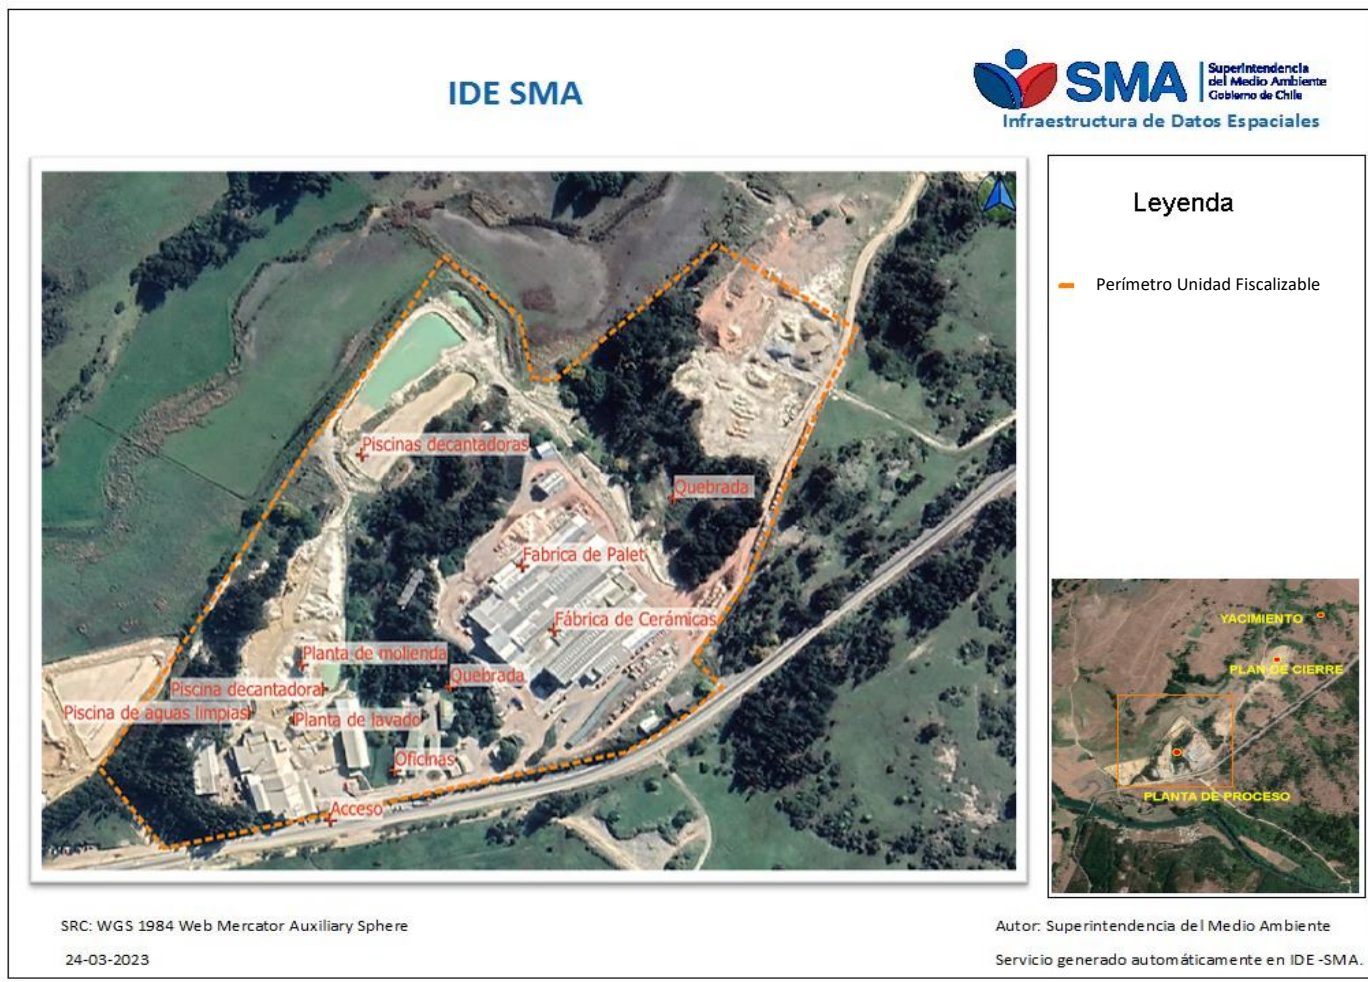 IDE SMA
SMA
Superintendencia
del Medio Ambiente
Gobierno de Chile
Infraestructura de Datos Espaciales
Leyenda
Perímetro Unidad Fiscalizable
Piscinas decantadoras
Quebrada
Fabrica de Palet
Fábrica de Cerámicas
Planta de molienda
Quebrada
Piscina decantadora
Piscina de aguas limpias
Planta de lavado
Oficinas
Acceso
YACIMIENTO
PLAN DE CIERRE
PLANTA DE PROCESO
SRC: WGS 1984 Web Mercator Auxiliary Sphere
24-03-2023
Autor: Superintendencia del Medio Ambiente
Servicio generado automáticamente en IDE -SMA.